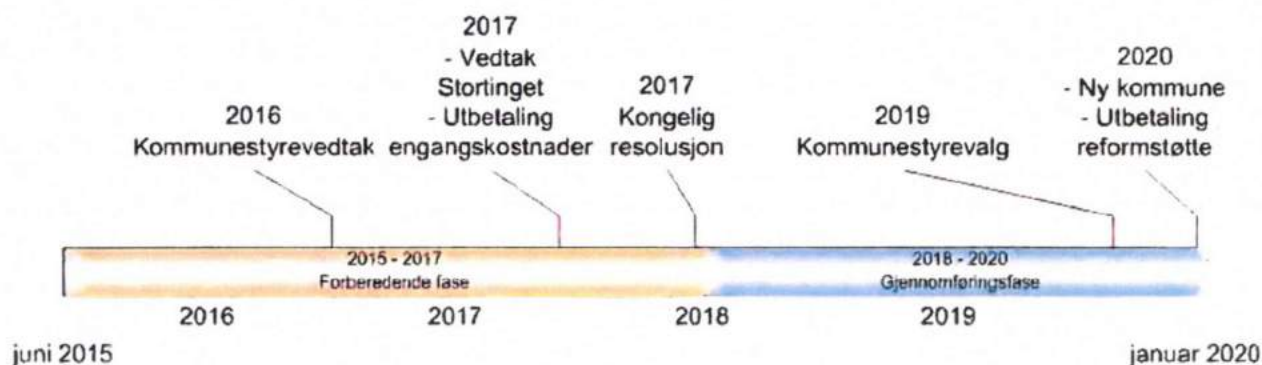 2016
Kommunestyrevedtak
2017
- Vedtak
Stortinget
- Utbetaling
engangskostnader
2017
Kongelig
resolusjon
2019
Kommunestyrevalg
2020
- Ny kommune
- Utbetaling
reformstøtte
2015 - 2017
Forberedende fase
2018 - 2020
Gjennomføringsfase
2016
2017
2018
2019
juni 2015
januar 2020